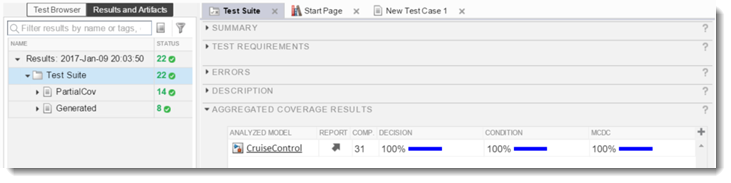 Test Browser Results and Artifacts
Filter results by name or tags,
NAME STATUS
Results: 2017-Jan-09 20:03:50 22
Test Suite 22
PartialCov 14
Generated 8
Test Suite × Start Page × New Test Case 1 ×
SUMMARY ?
TEST REQUIREMENTS ?
ERRORS ?
DESCRIPTION ?
AGGREGATED COVERAGE RESULTS ?
ANALYZED MODEL REPORT COMP. DECISION CONDITION MCDC +
CruiseControl 31 100% 100% 100%